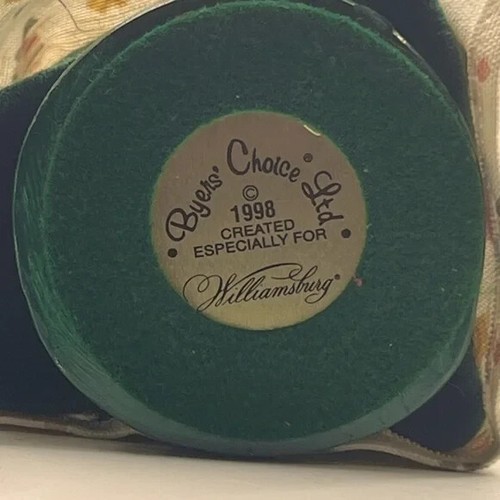 Byers' Choice® Ltd.
©
1998
CREATED
ESPECIALLY FOR
Williamsburg®